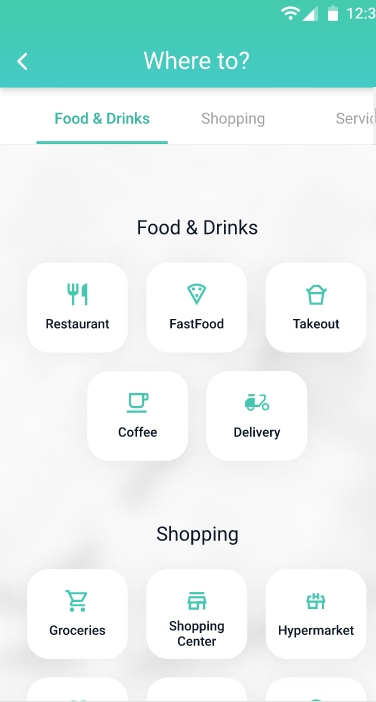 12:3
Where to?
Food & Drinks
Shopping
Servic
Food & Drinks
Restaurant
FastFood
Takeout
Coffee
Delivery
Shopping
Groceries
Shopping
Center
Hypermarket